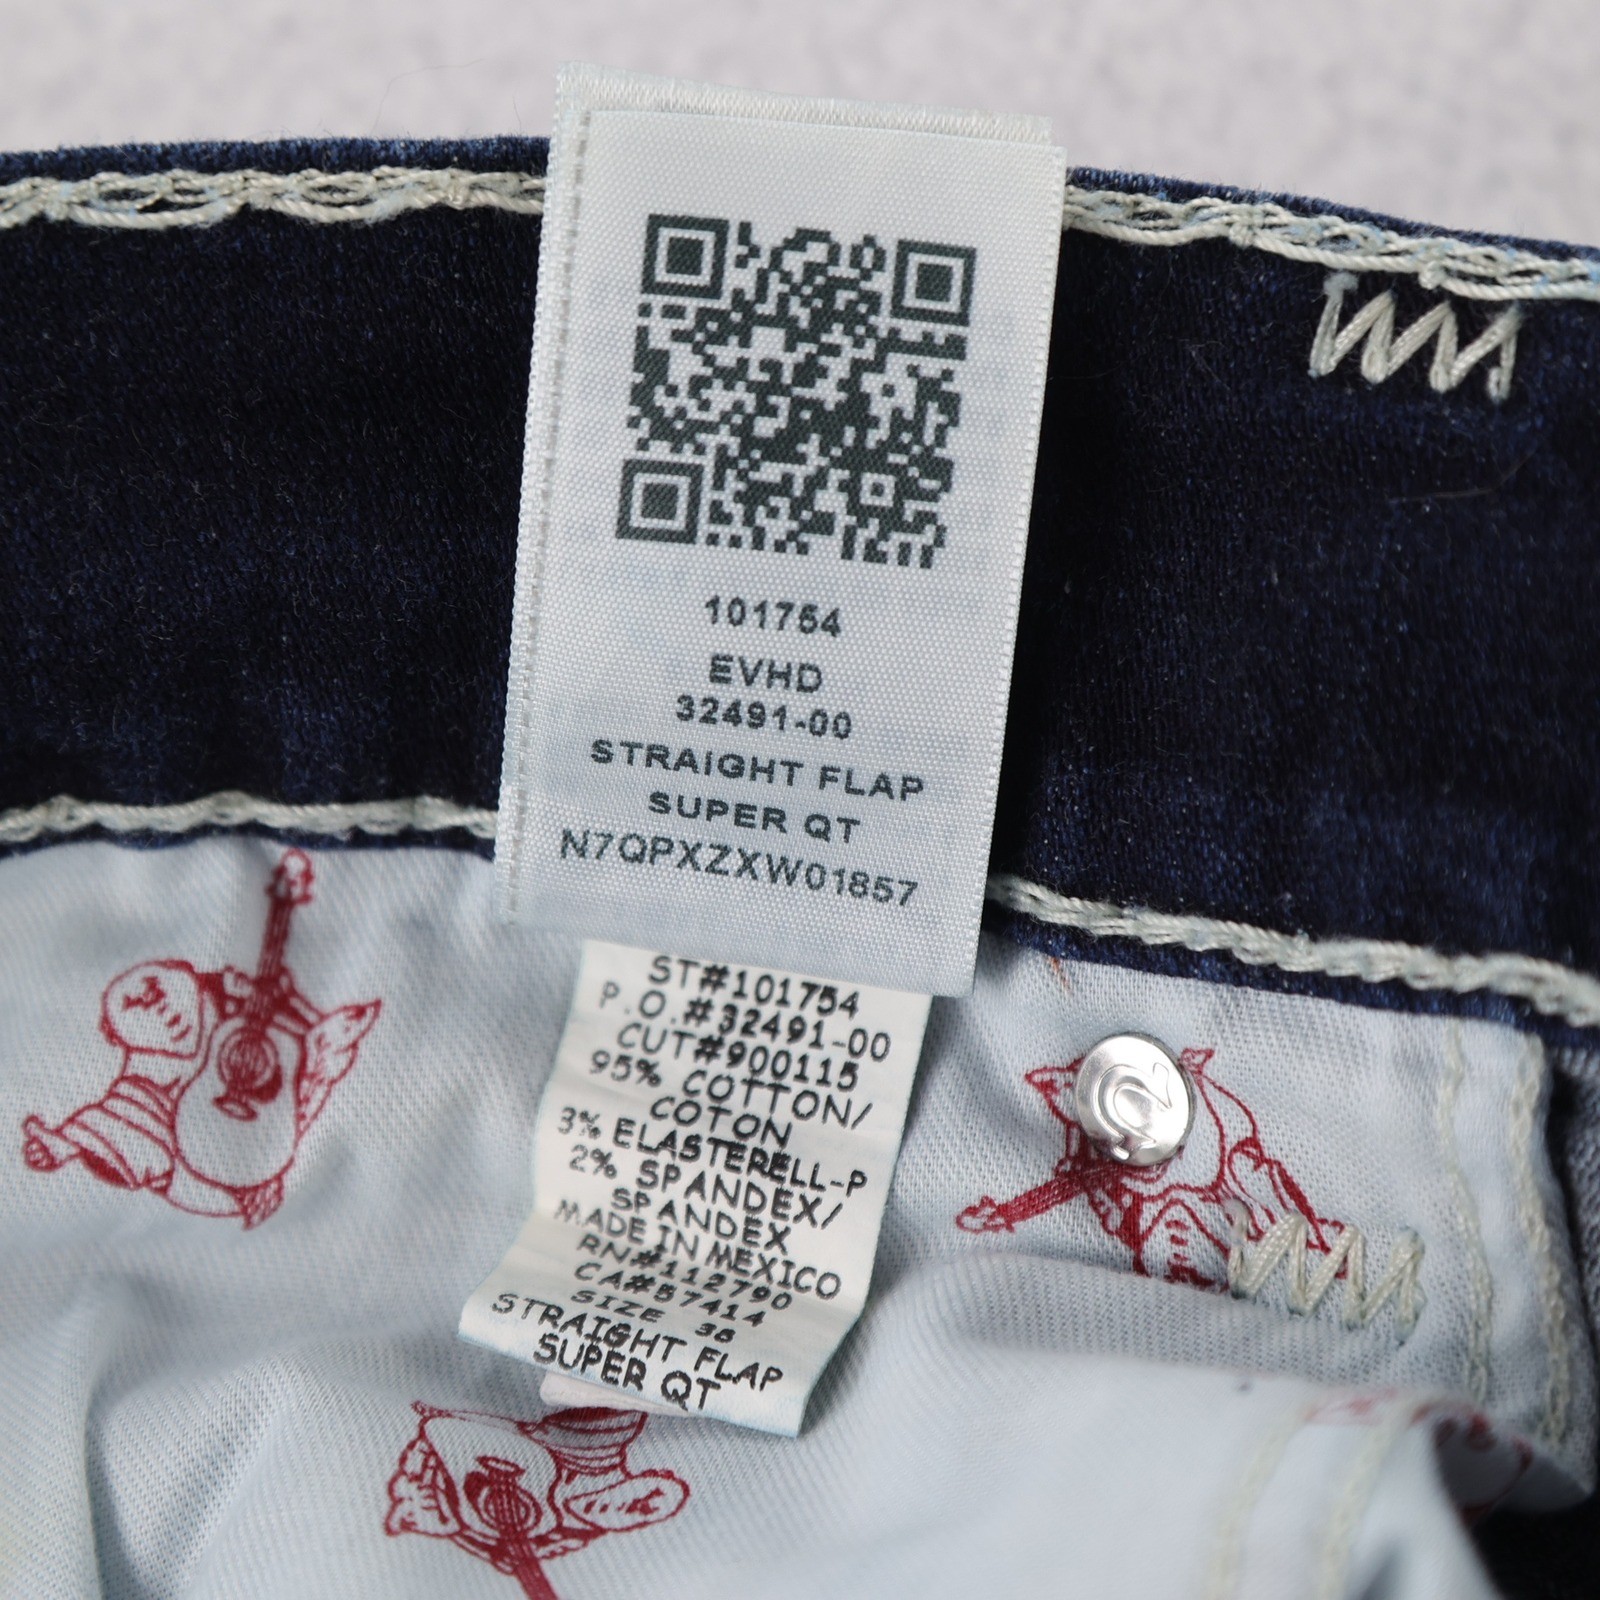 101754
EVHD
32491-00
STRAIGHT FLAP
SUPER QT
N7QPXZXW01857
ST#101754
P.O.#32491-00
CUT#900115
95% COTTON/
COTON
3% ELASTERELL-P
2% SPANDEX/
SPANDEX
MADE IN MEXICO
RN#112790
CA#57414
SIZE 38
STRAIGHT FLAP
SUPER QT